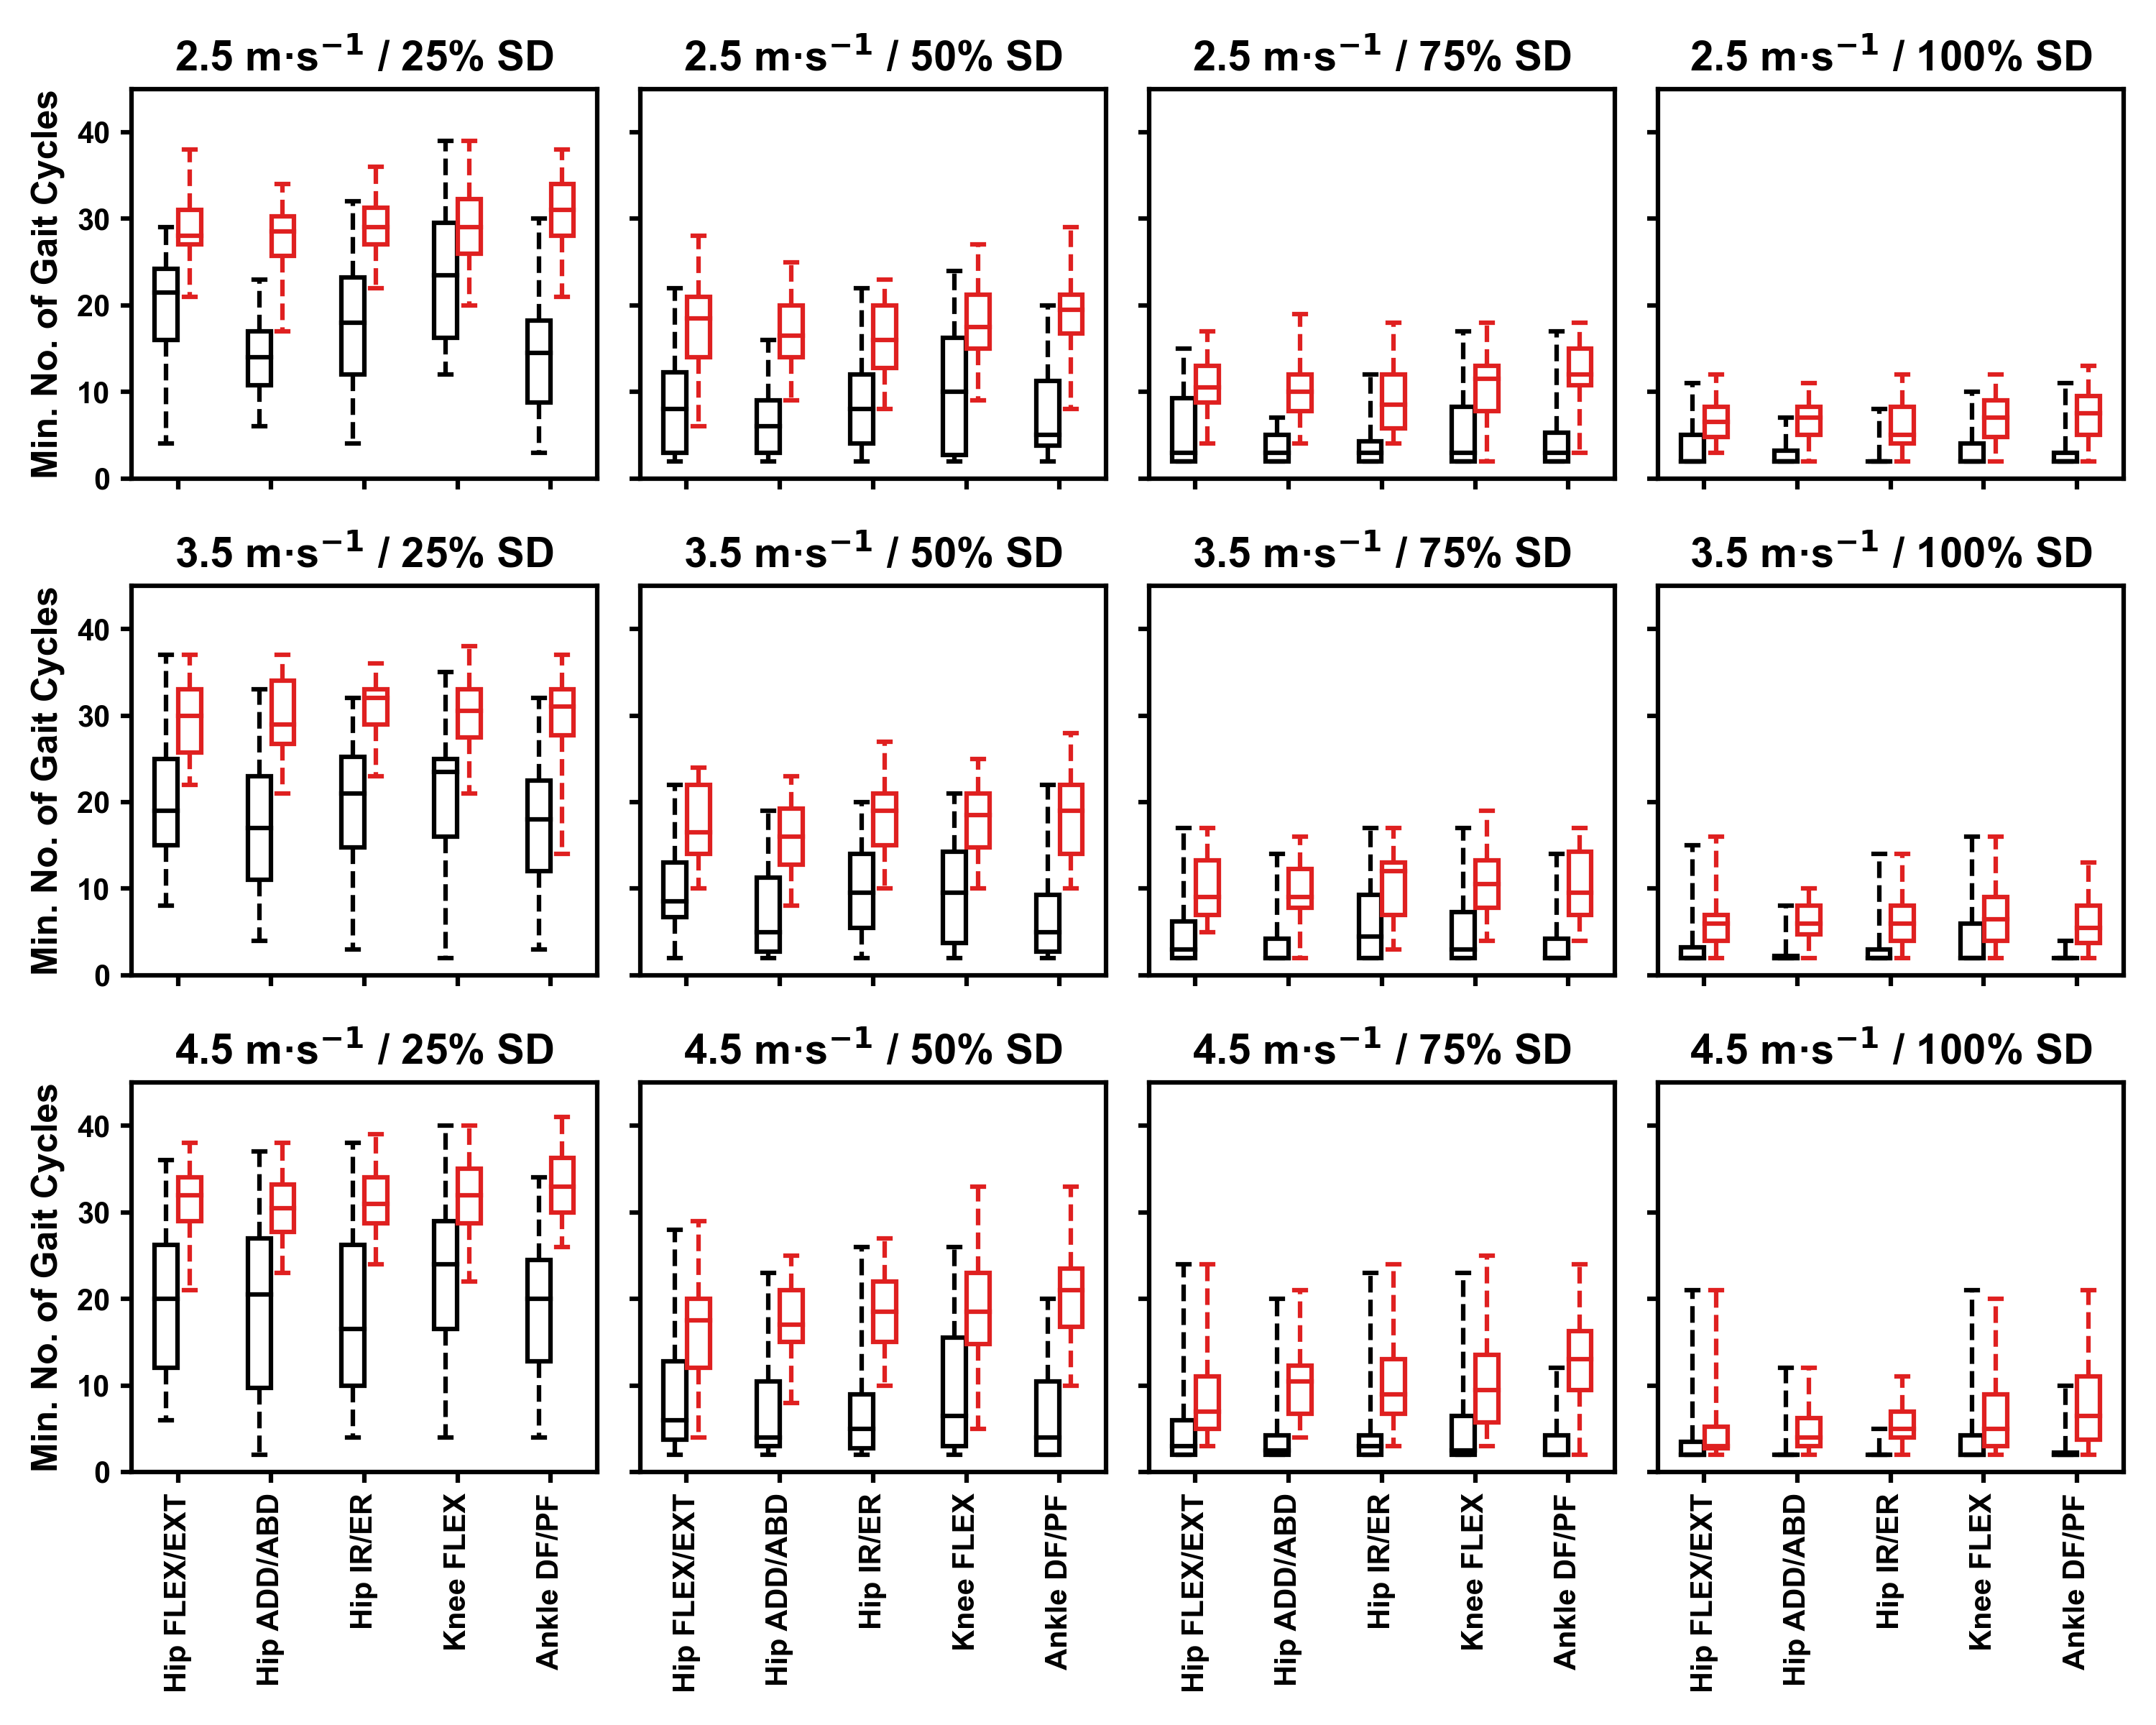 2.5 m·s⁻¹ / 25% SD
2.5 m·s⁻¹ / 50% SD
2.5 m·s⁻¹ / 75% SD
2.5 m·s⁻¹ / 100% SD
Min. No. of Gait Cycles
40
30
20
10
0
3.5 m·s⁻¹ / 25% SD
3.5 m·s⁻¹ / 50% SD
3.5 m·s⁻¹ / 75% SD
3.5 m·s⁻¹ / 100% SD
Min. No. of Gait Cycles
40
30
20
10
0
4.5 m·s⁻¹ / 25% SD
4.5 m·s⁻¹ / 50% SD
4.5 m·s⁻¹ / 75% SD
4.5 m·s⁻¹ / 100% SD
Min. No. of Gait Cycles
40
30
20
10
0
Hip FLEX/EXT
Hip ADD/ABD
Hip IR/ER
Knee FLEX
Ankle DF/PF
Hip FLEX/EXT
Hip ADD/ABD
Hip IR/ER
Knee FLEX
Ankle DF/PF
Hip FLEX/EXT
Hip ADD/ABD
Hip IR/ER
Knee FLEX
Ankle DF/PF
Hip FLEX/EXT
Hip ADD/ABD
Hip IR/ER
Knee FLEX
Ankle DF/PF